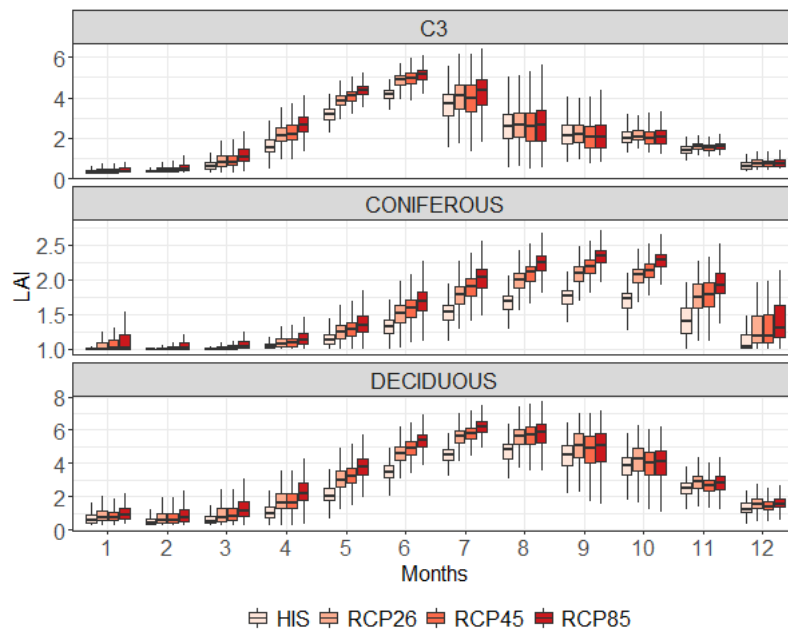 C3
6
4
2
0
CONIFEROUS
2.5
2.0
1.5
1.0
LAI
DECIDUOUS
8
6
4
2
0
1 2 3 4 5 6 7 8 9 10 11 12
Months
HIS RCP26 RCP45 RCP85